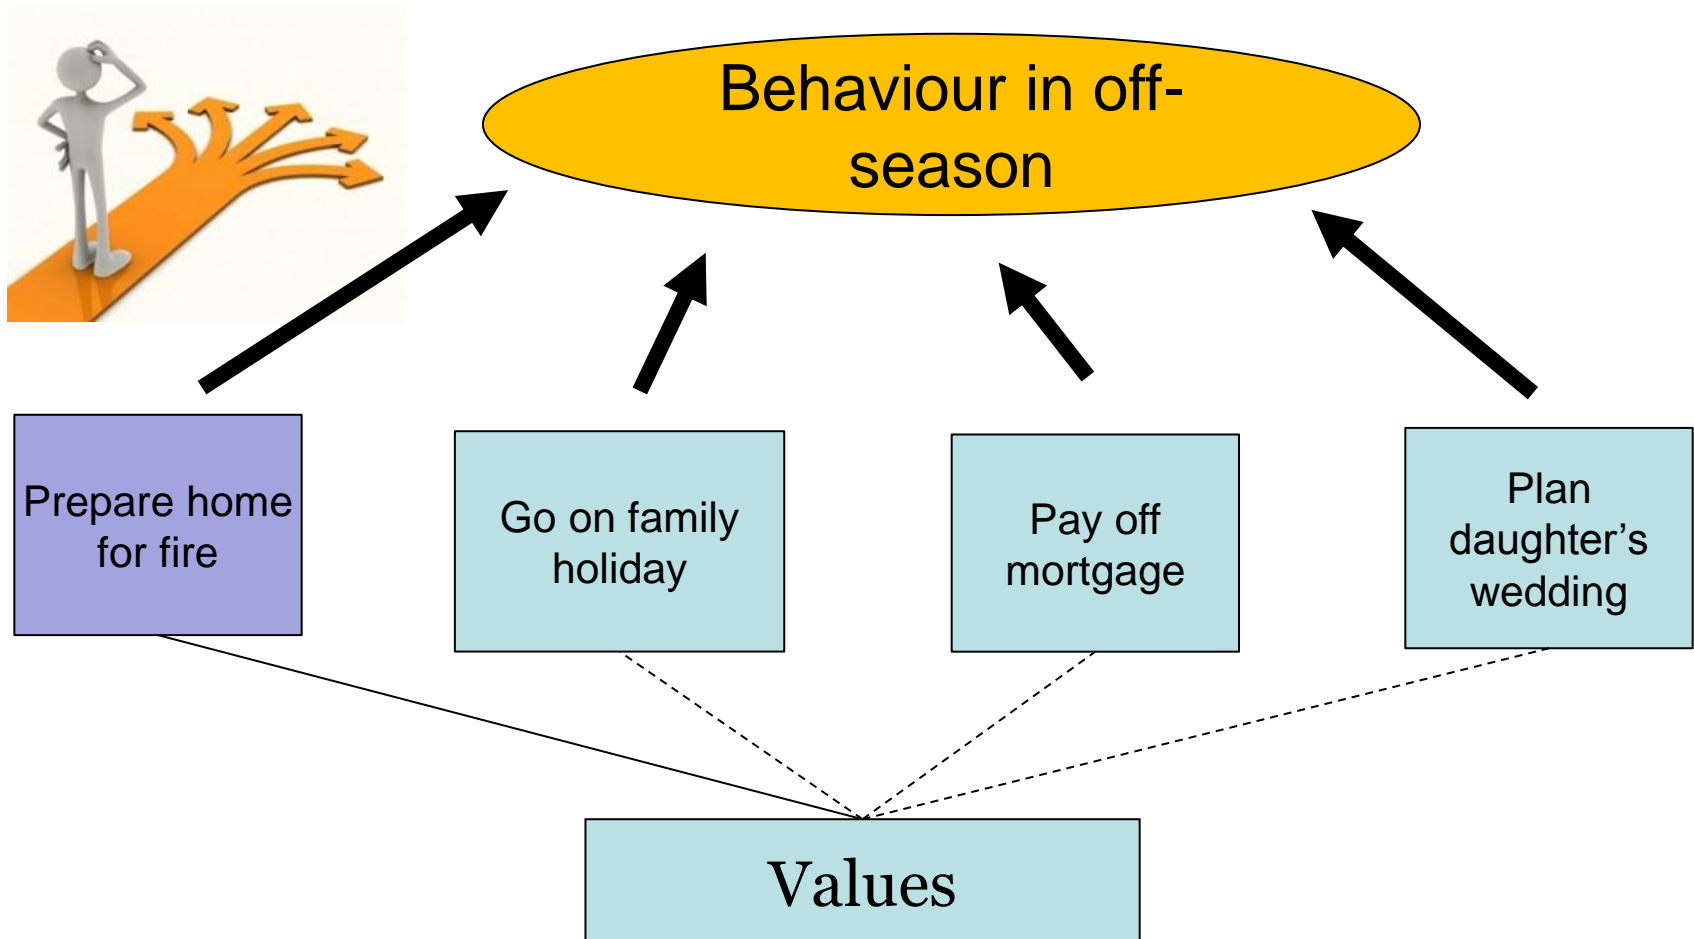 Behaviour in off-
season
Prepare home
for fire
Go on family
holiday
Pay off
mortgage
Plan
daughter’s
wedding
Values